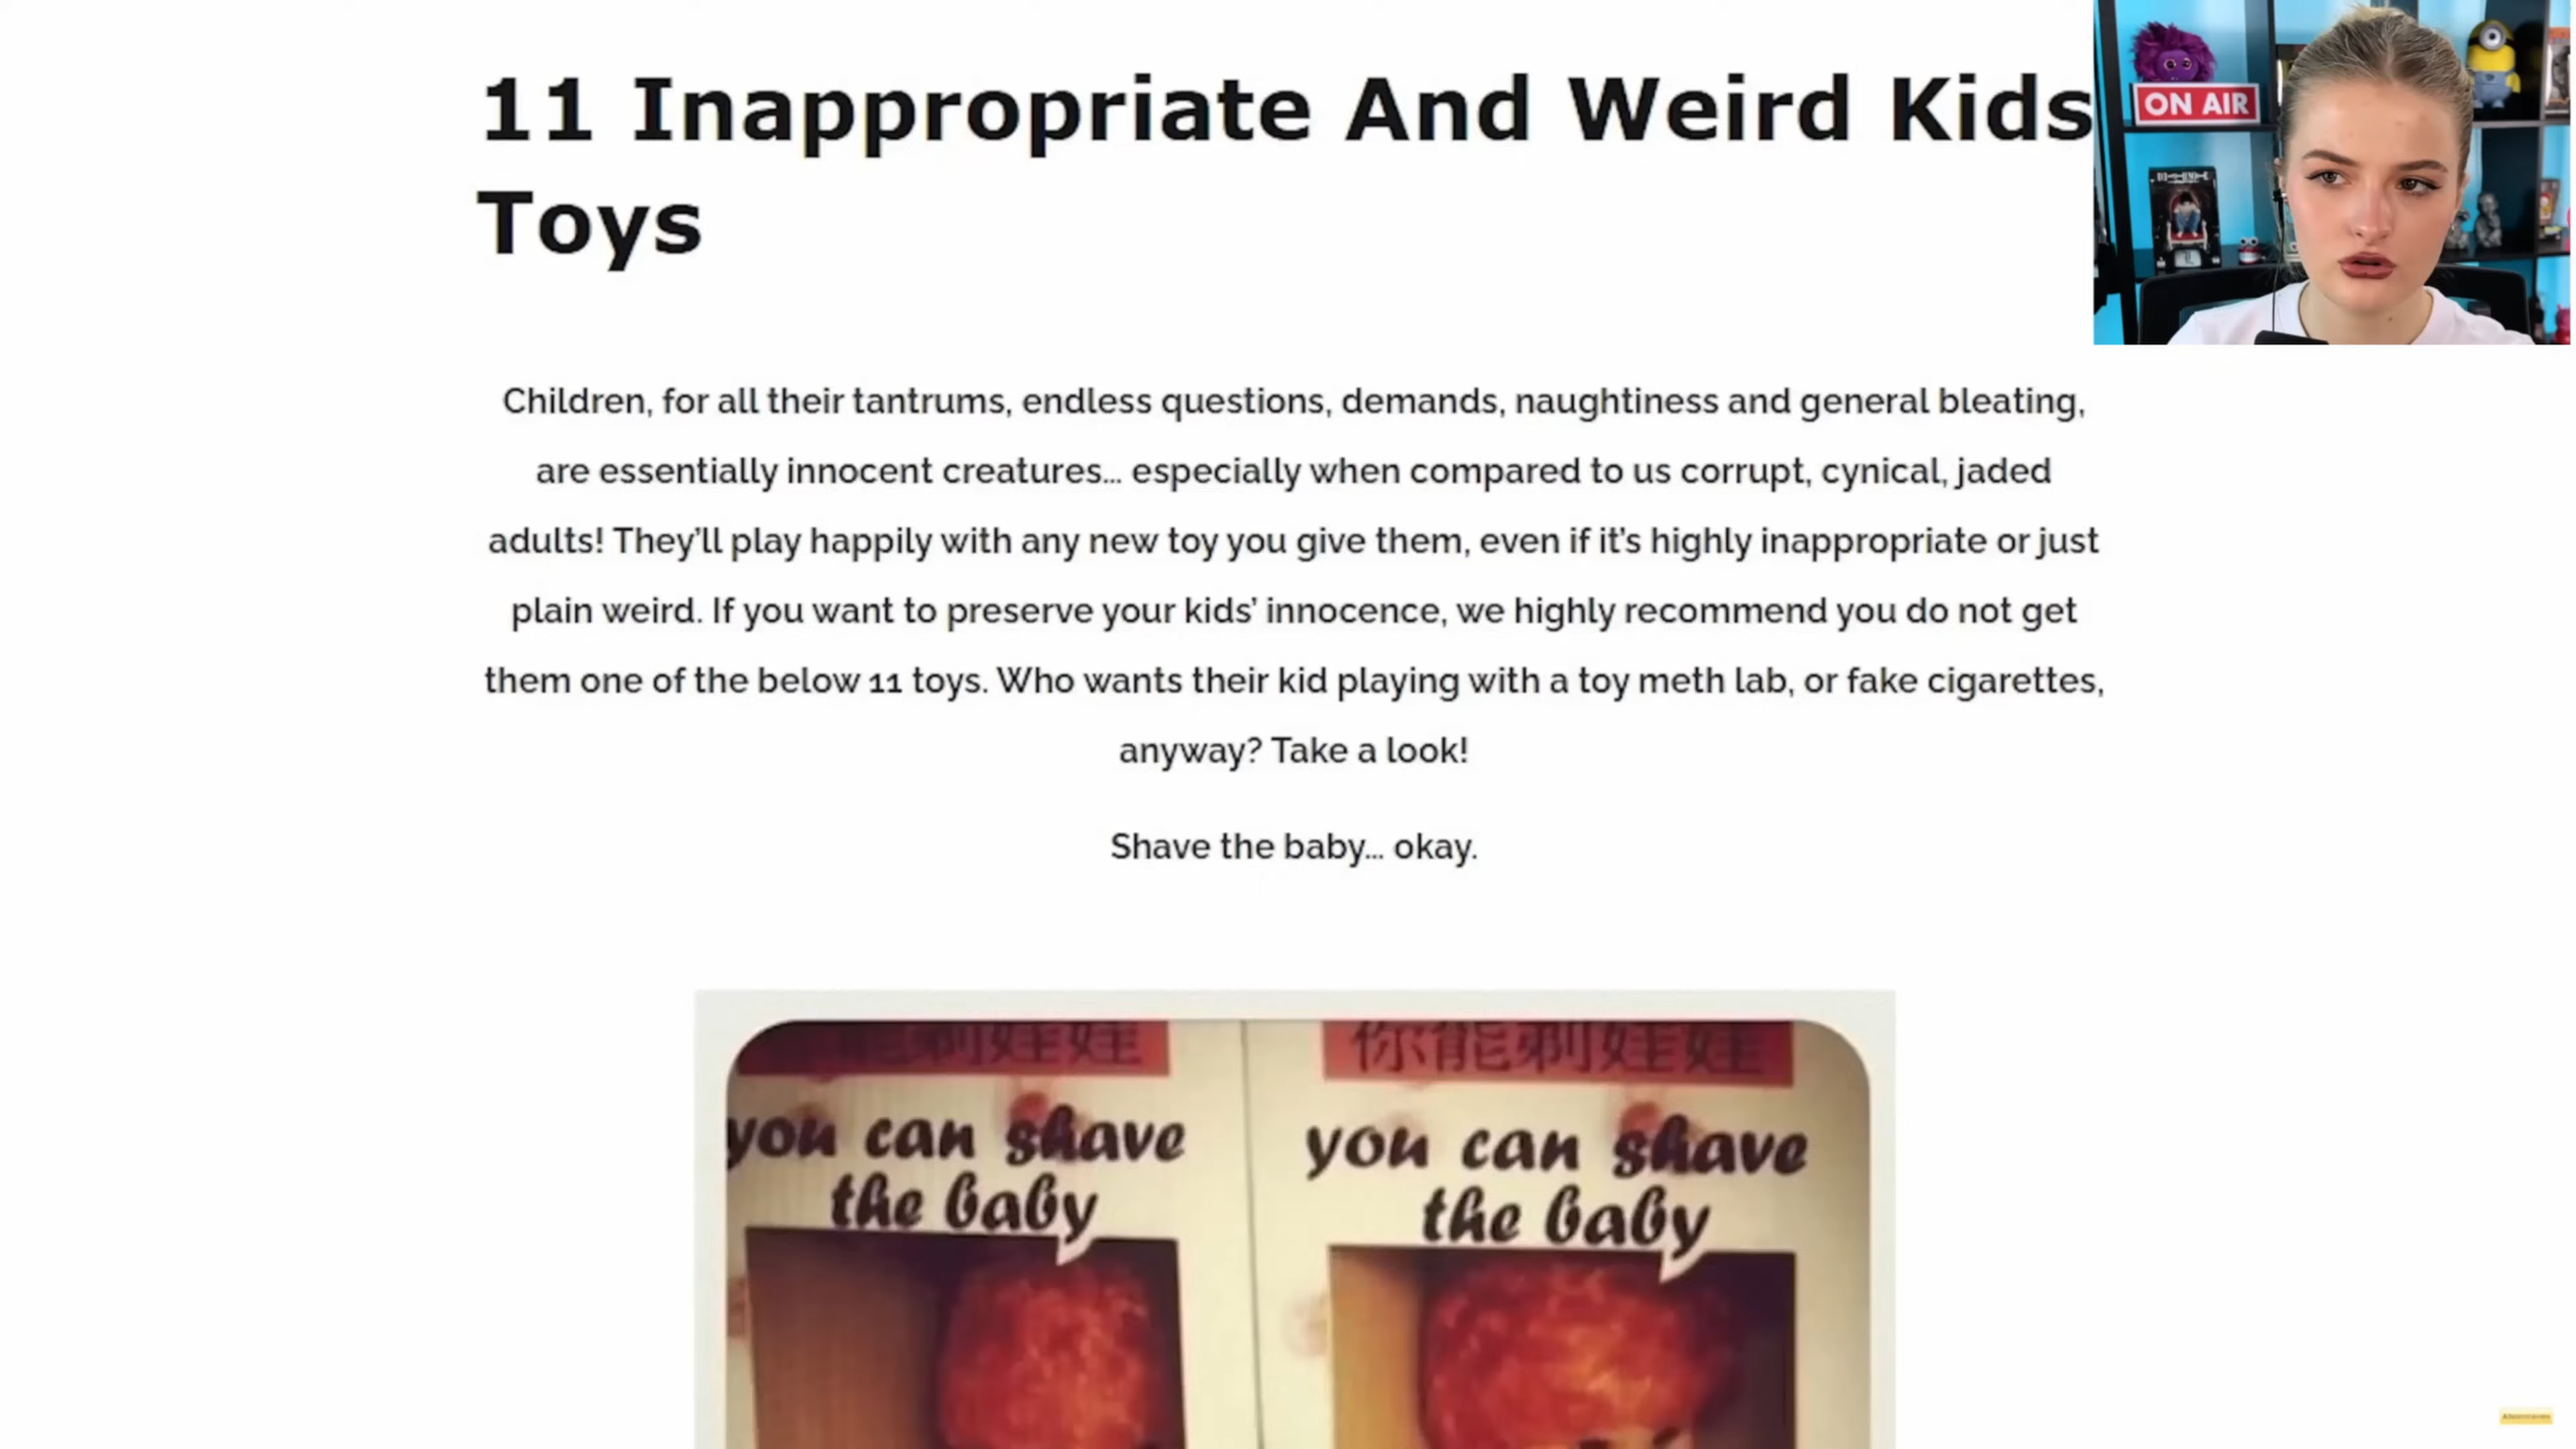 11 Inappropriate And Weird Kids
Toys
ON AIR
Children, for all their tantrums, endless questions, demands, naughtiness and general bleating,
are essentially innocent creatures... especially when compared to us corrupt, cynical, jaded
adults! They'll play happily with any new toy you give them, even if it's highly inappropriate or just
plain weird. If you want to preserve your kids' innocence, we highly recommend you do not get
them one of the below 11 toys. Who wants their kid playing with a toy meth lab, or fake cigarettes,
anyway? Take a look!
Shave the baby... okay.
能剃娃娃
你能剃娃娃
you can shave
the baby
you can shave
the baby